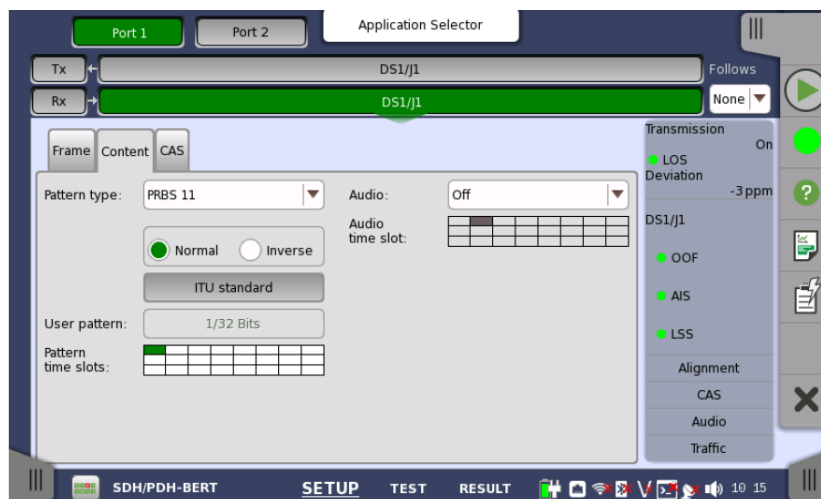 Port 1
Port 2
Application Selector
Tx
DS1/J1
Follows
Rx
DS1/J1
None
Frame
Content
CAS
Pattern type:
PRBS 11
Audio:
Off
Normal
Inverse
Audio
time slot:
ITU standard
User pattern:
1/32 Bits
Pattern
time slots:
Transmission
On
LOS
Deviation
-3 ppm
DS1/J1
OOF
AIS
LSS
Alignment
CAS
Audio
Traffic
SDH/PDH-BERT
SETUP
TEST
RESULT
10 15